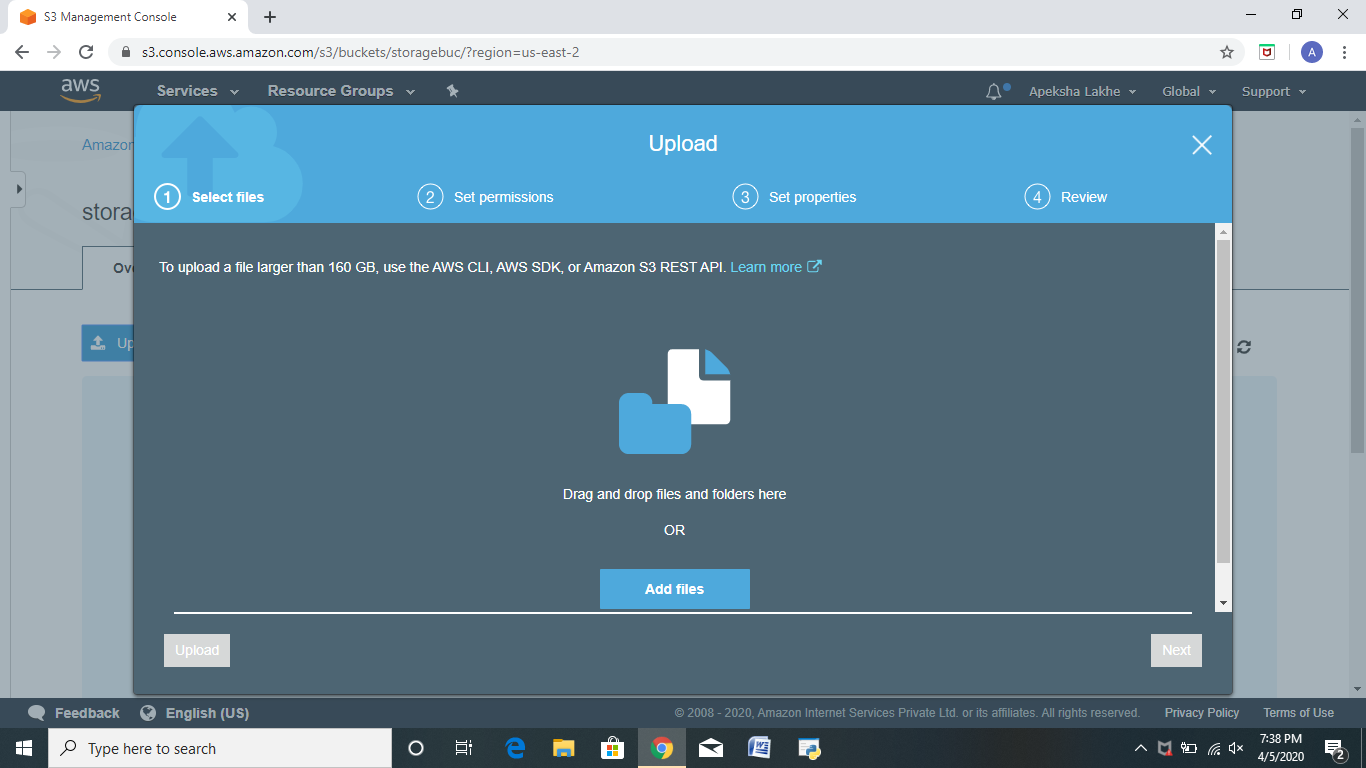 S3 Management Console
s3.console.aws.amazon.com/s3/buckets/storagebuc/?region=us-east-2
A
aws Services Resource Groups Apeksha Lakhe Global Support
Amazon
Upload
1 Select files 2 Set permissions 3 Set properties 4 Review
stora
Ov
To upload a file larger than 160 GB, use the AWS CLI, AWS SDK, or Amazon S3 REST API. Learn more
Up
Drag and drop files and folders here
OR
Add files
Upload Next
Feedback English (US) © 2008 - 2020, Amazon Internet Services Private Ltd. or its affiliates. All rights reserved. Privacy Policy Terms of Use
Type here to search
7:38 PM
4/5/2020
2